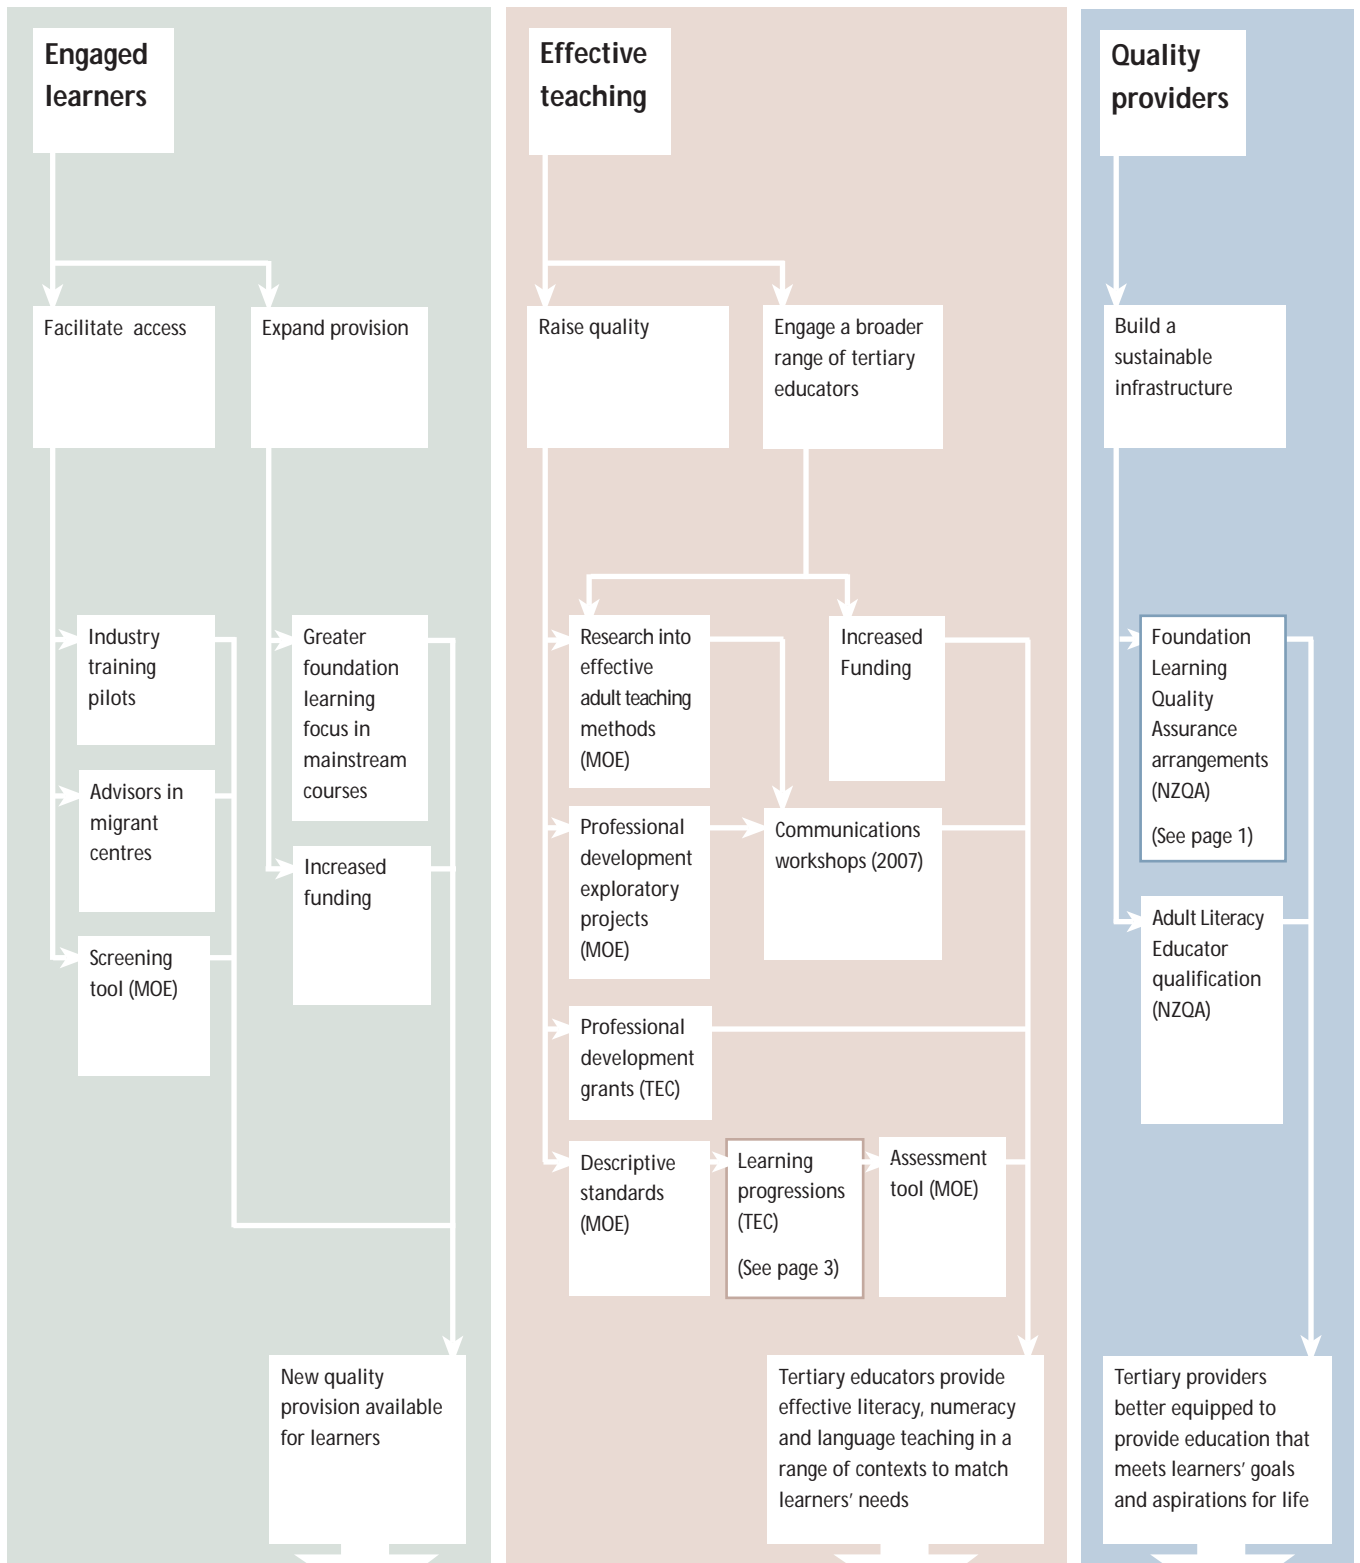 Engaged
learners
Facilitate access
Expand provision
Industry
training
pilots
Advisors in
migrant
centres
Screening
tool (MOE)
Greater
foundation
learning
focus in
mainstream
courses
Increased
funding
New quality
provision available
for learners
Effective
teaching
Raise quality
Engage a broader
range of tertiary
educators
Research into
effective
adult teaching
methods
(MOE)
Increased
Funding
Professional
development
exploratory
projects
(MOE)
Communications
workshops (2007)
Professional
development
grants (TEC)
Descriptive
standards
(MOE)
Learning
progressions
(TEC)
(See page 3)
Assessment
tool (MOE)
Tertiary educators provide
effective literacy, numeracy
and language teaching in a
range of contexts to match
learners’ needs
Quality
providers
Build a
sustainable
infrastructure
Foundation
Learning
Quality
Assurance
arrangements
(NZQA)
(See page 1)
Adult Literacy
Educator
qualification
(NZQA)
Tertiary providers
better equipped to
provide education that
meets learners’ goals
and aspirations for life